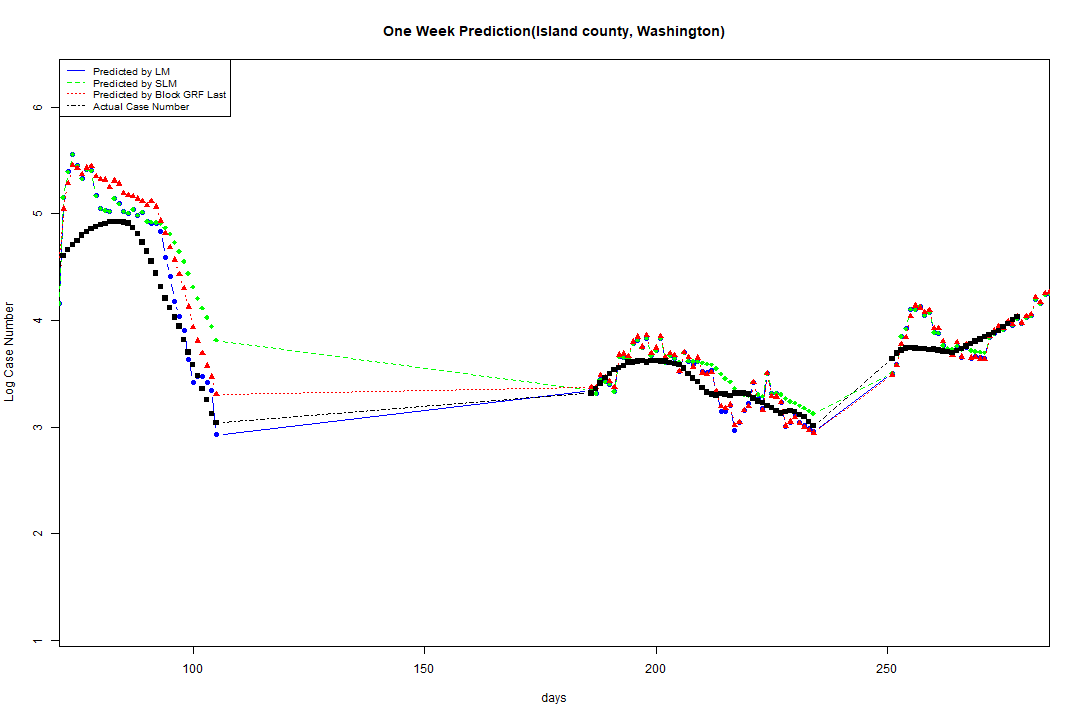 One Week Prediction(Island county, Washington)
Predicted by LM
Predicted by SLM
Predicted by Block GRF Last
Actual Case Number
6
5
4
3
2
1
Log Case Number
100 150 200 250
days